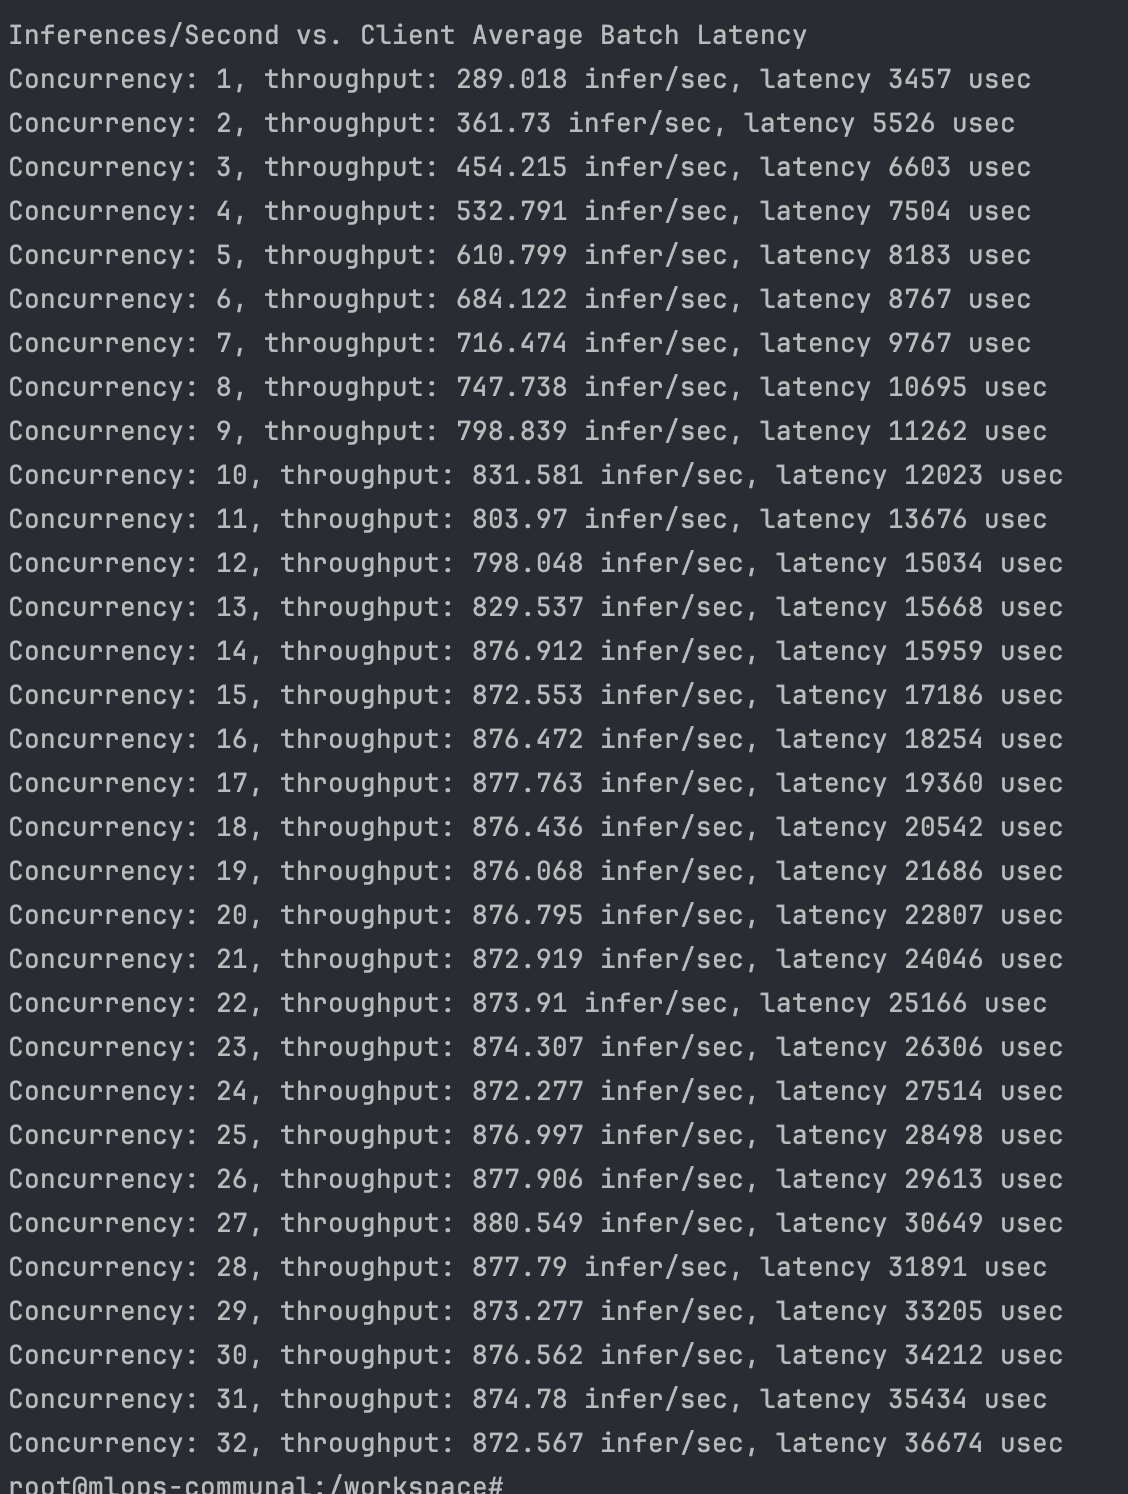 Inferences/Second vs. Client Average Batch Latency
Concurrency: 1, throughput: 289.018 infer/sec, latency 3457 usec
Concurrency: 2, throughput: 361.73 infer/sec, latency 5526 usec
Concurrency: 3, throughput: 454.215 infer/sec, latency 6603 usec
Concurrency: 4, throughput: 532.791 infer/sec, latency 7504 usec
Concurrency: 5, throughput: 610.799 infer/sec, latency 8183 usec
Concurrency: 6, throughput: 684.122 infer/sec, latency 8767 usec
Concurrency: 7, throughput: 716.474 infer/sec, latency 9767 usec
Concurrency: 8, throughput: 747.738 infer/sec, latency 10695 usec
Concurrency: 9, throughput: 798.839 infer/sec, latency 11262 usec
Concurrency: 10, throughput: 831.581 infer/sec, latency 12023 usec
Concurrency: 11, throughput: 803.97 infer/sec, latency 13676 usec
Concurrency: 12, throughput: 798.048 infer/sec, latency 15034 usec
Concurrency: 13, throughput: 829.537 infer/sec, latency 15668 usec
Concurrency: 14, throughput: 876.912 infer/sec, latency 15959 usec
Concurrency: 15, throughput: 872.553 infer/sec, latency 17186 usec
Concurrency: 16, throughput: 876.472 infer/sec, latency 18254 usec
Concurrency: 17, throughput: 877.763 infer/sec, latency 19360 usec
Concurrency: 18, throughput: 876.436 infer/sec, latency 20542 usec
Concurrency: 19, throughput: 876.068 infer/sec, latency 21686 usec
Concurrency: 20, throughput: 876.795 infer/sec, latency 22807 usec
Concurrency: 21, throughput: 872.919 infer/sec, latency 24046 usec
Concurrency: 22, throughput: 873.91 infer/sec, latency 25166 usec
Concurrency: 23, throughput: 874.307 infer/sec, latency 26306 usec
Concurrency: 24, throughput: 872.277 infer/sec, latency 27514 usec
Concurrency: 25, throughput: 876.997 infer/sec, latency 28498 usec
Concurrency: 26, throughput: 877.906 infer/sec, latency 29613 usec
Concurrency: 27, throughput: 880.549 infer/sec, latency 30649 usec
Concurrency: 28, throughput: 877.79 infer/sec, latency 31891 usec
Concurrency: 29, throughput: 873.277 infer/sec, latency 33205 usec
Concurrency: 30, throughput: 876.562 infer/sec, latency 34212 usec
Concurrency: 31, throughput: 874.78 infer/sec, latency 35434 usec
Concurrency: 32, throughput: 872.567 infer/sec, latency 36674 usec
root@mlops-communal:/workspace#